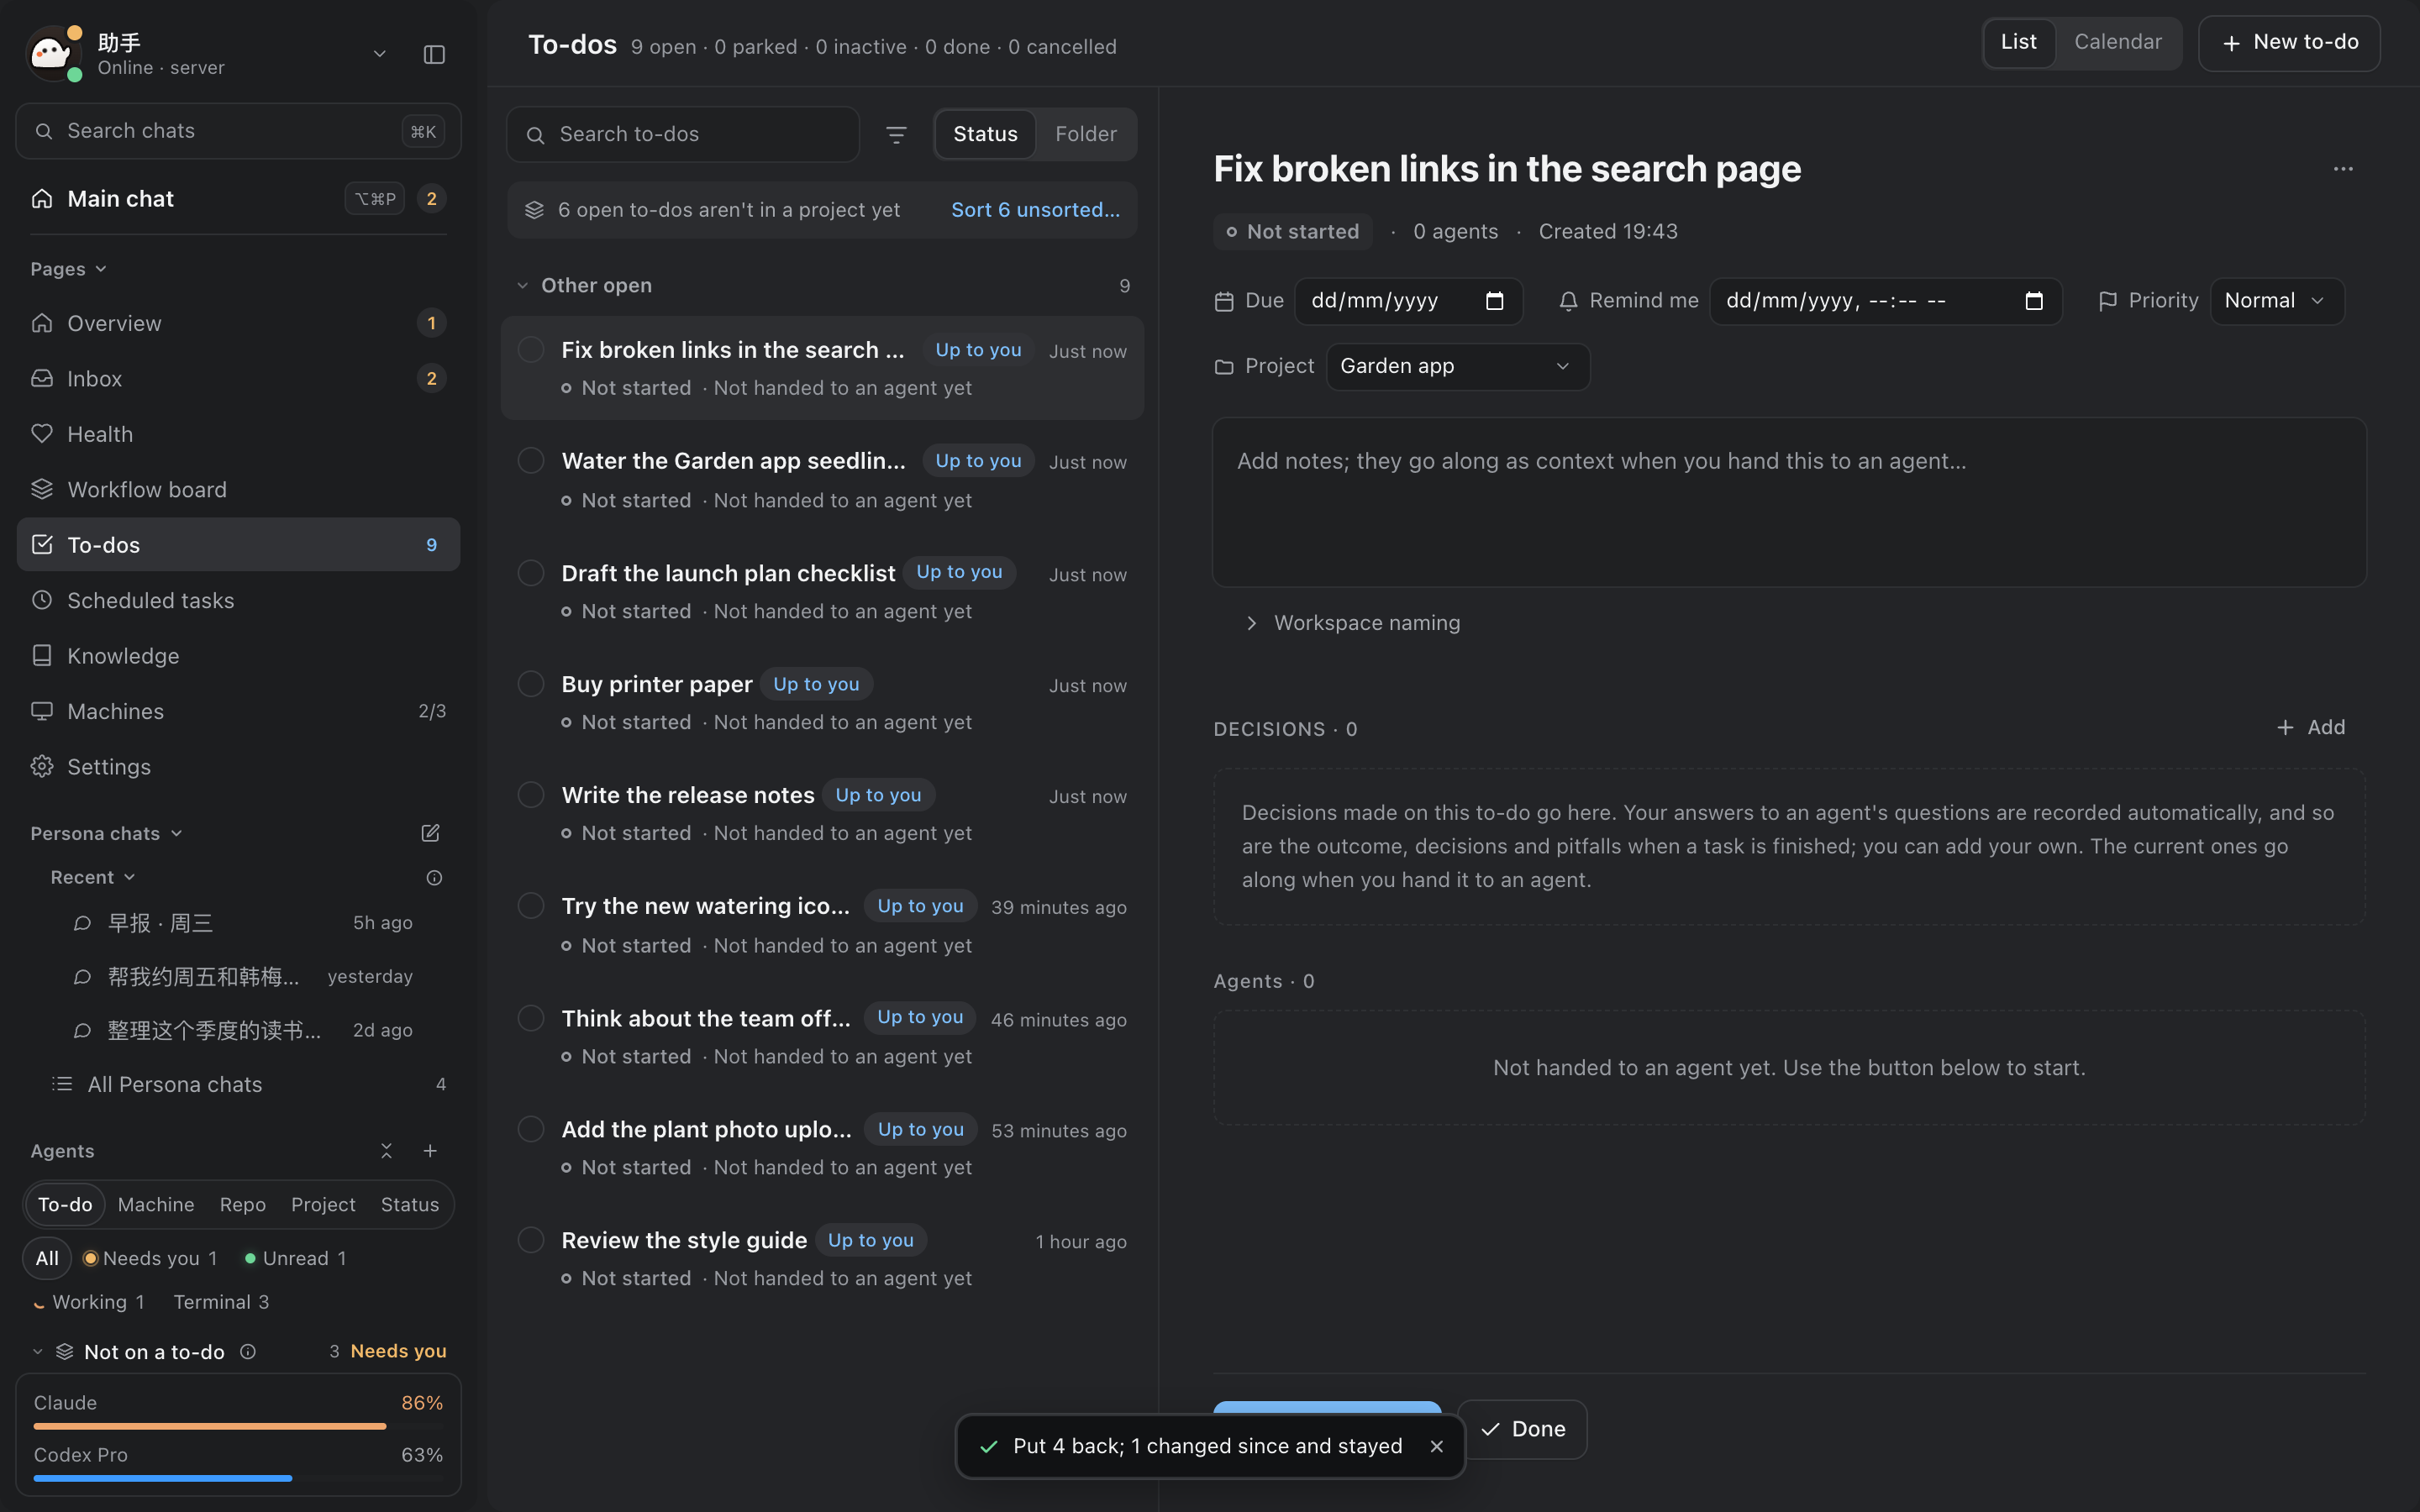 助手
Online · server
Search chats ⌘K
Main chat ⌥⌘P 2
Pages
Overview 1
Inbox 2
Health
Workflow board
To-dos 9
Scheduled tasks
Knowledge
Machines 2/3
Settings
Persona chats
Recent
早报 · 周三 5h ago
帮我约周五和韩梅... yesterday
整理这个季度的读书... 2d ago
All Persona chats 4
Agents
To-do Machine Repo Project Status
All Needs you 1 Unread 1
Working 1 Terminal 3
Not on a to-do 3 Needs you
Claude 86%
Codex Pro 63%
To-dos 9 open · 0 parked · 0 inactive · 0 done · 0 cancelled
List Calendar + New to-do
Search to-dos Status Folder
6 open to-dos aren't in a project yet Sort 6 unsorted...
Other open 9
Fix broken links in the search ... Up to you Just now
Not started · Not handed to an agent yet
Water the Garden app seedlin... Up to you Just now
Not started · Not handed to an agent yet
Draft the launch plan checklist Up to you Just now
Not started · Not handed to an agent yet
Buy printer paper Up to you Just now
Not started · Not handed to an agent yet
Write the release notes Up to you Just now
Not started · Not handed to an agent yet
Try the new watering ico... Up to you 39 minutes ago
Not started · Not handed to an agent yet
Think about the team off... Up to you 46 minutes ago
Not started · Not handed to an agent yet
Add the plant photo uplo... Up to you 53 minutes ago
Not started · Not handed to an agent yet
Review the style guide Up to you 1 hour ago
Not started · Not handed to an agent yet
Fix broken links in the search page
Not started · 0 agents · Created 19:43
Due dd/mm/yyyy Remind me dd/mm/yyyy, --:-- -- Priority Normal
Project Garden app
Add notes; they go along as context when you hand this to an agent...
Workspace naming
DECISIONS · 0 + Add
Decisions made on this to-do go here. Your answers to an agent's questions are recorded automatically, and so
are the outcome, decisions and pitfalls when a task is finished; you can add your own. The current ones go
along when you hand it to an agent.
Agents · 0
Not handed to an agent yet. Use the button below to start.
Done
Put 4 back; 1 changed since and stayed